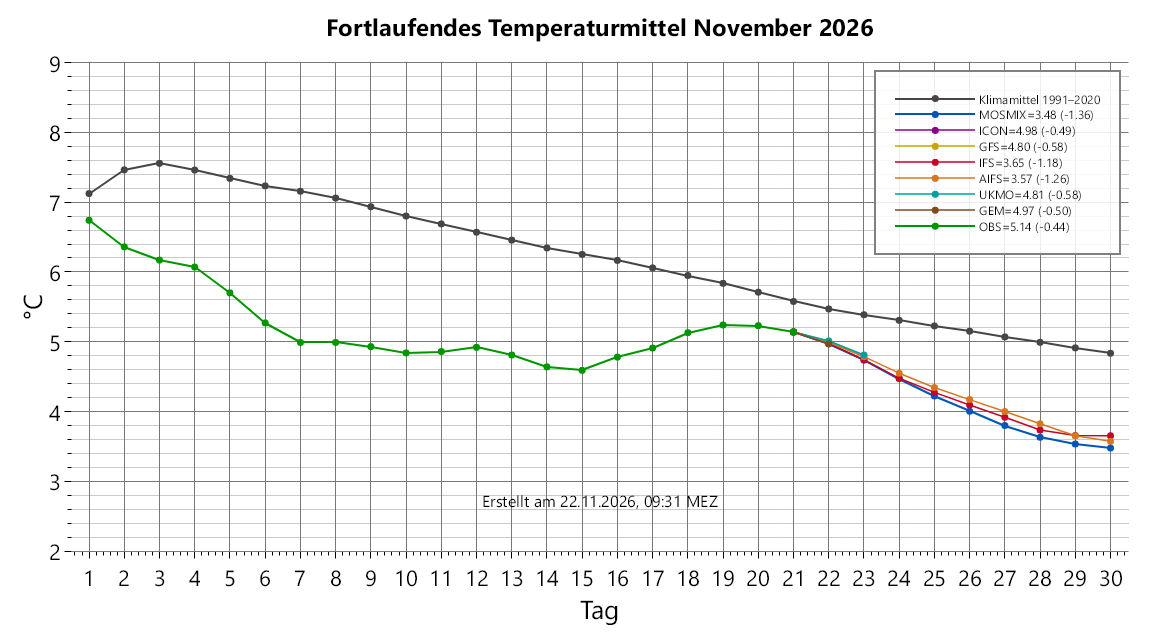 Fortlaufendes Temperaturmittel November 2026
9
8
7
6
5
4
3
2
°C
Klimamittel 1991–2020
MOSMIX=3.48 (-1.36)
ICON=4.98 (-0.49)
GFS=4.80 (-0.58)
IFS=3.65 (-1.18)
AIFS=3.57 (-1.26)
UKMO=4.81 (-0.58)
GEM=4.97 (-0.50)
OBS=5.14 (-0.44)
Erstellt am 22.11.2026, 09:31 MEZ
1 2 3 4 5 6 7 8 9 10 11 12 13 14 15 16 17 18 19 20 21 22 23 24 25 26 27 28 29 30
Tag